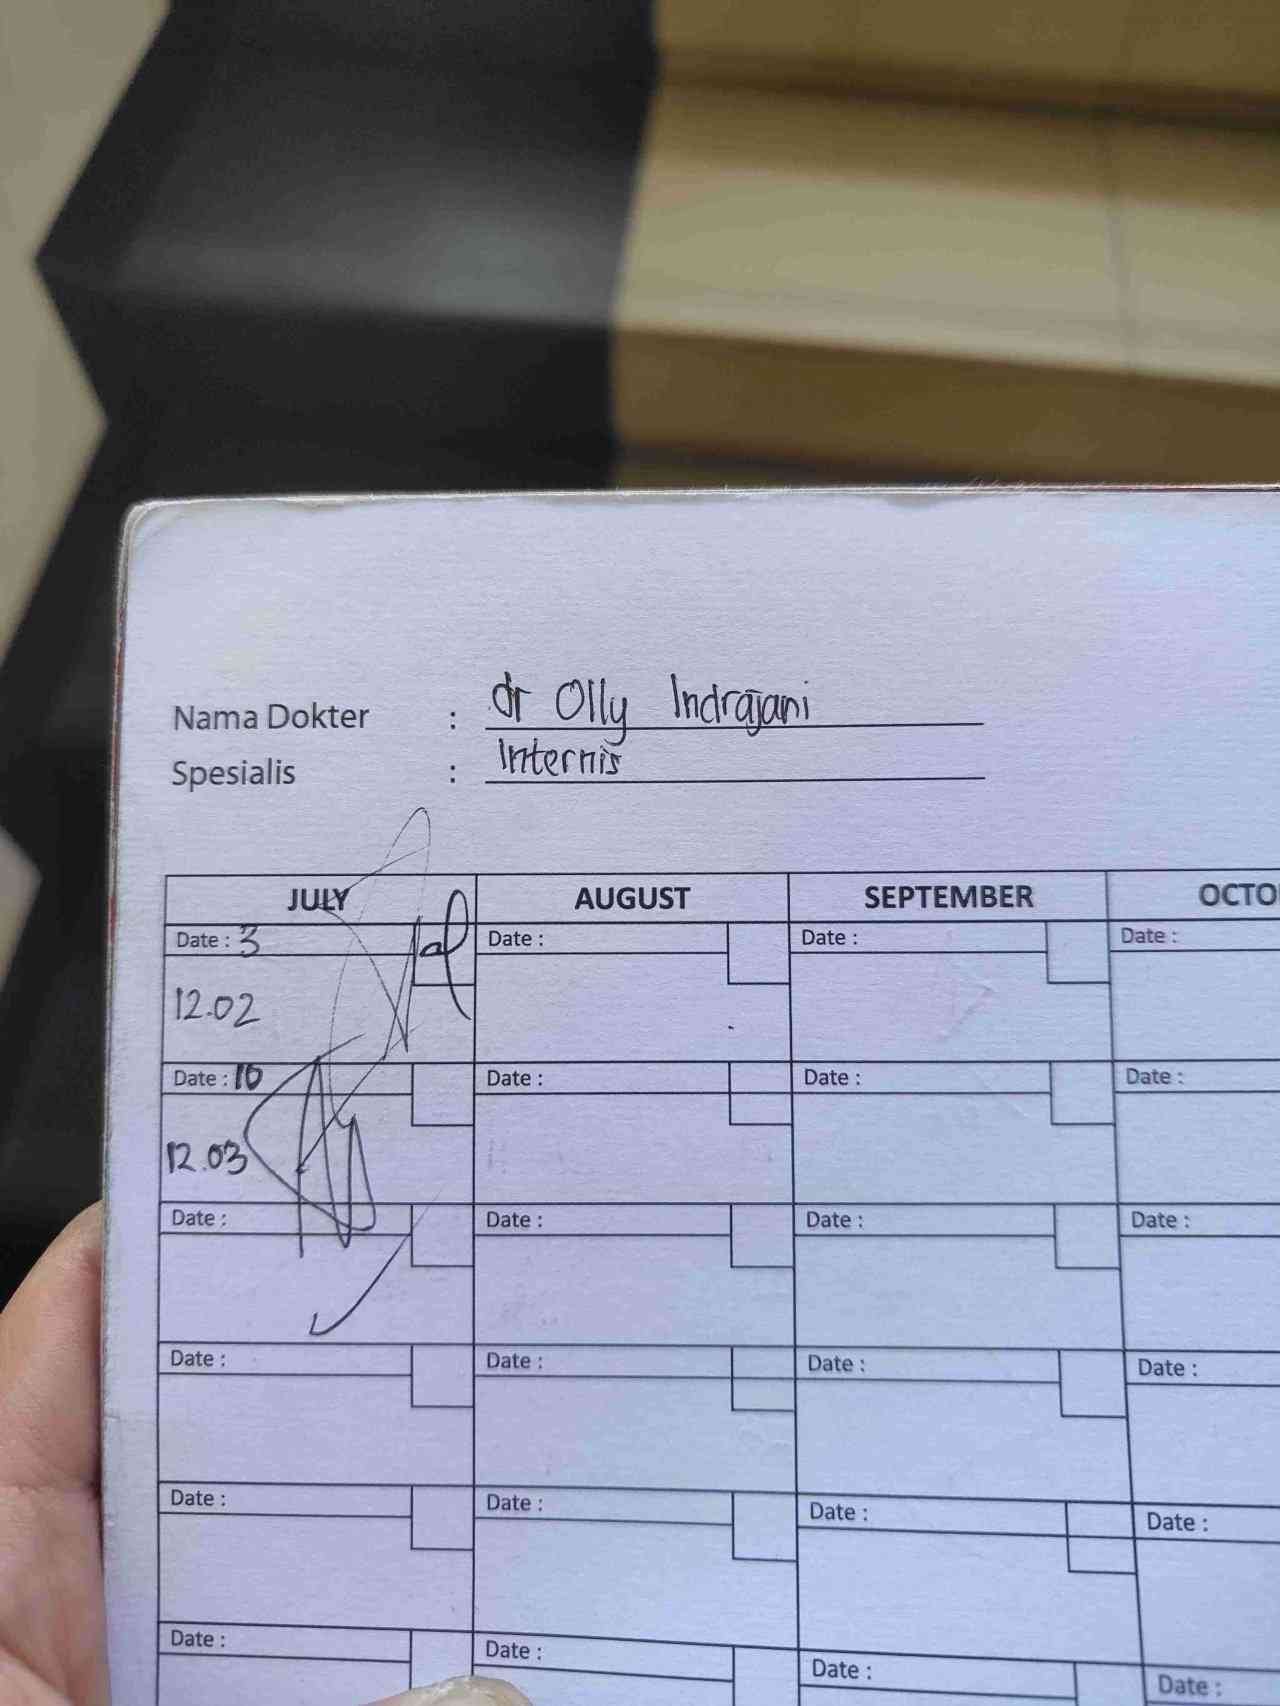 Nama Dokter : dr Olly Indrajani
Spesialis : Internis
JULY AUGUST SEPTEMBER OCTO
Date : 3 Date : Date : Date :
12.02
Date : 10 Date : Date : Date :
12.03
Date : Date : Date : Date :
Date : Date : Date : Date :
Date : Date : Date : Date :
Date : Date : Date : Date :